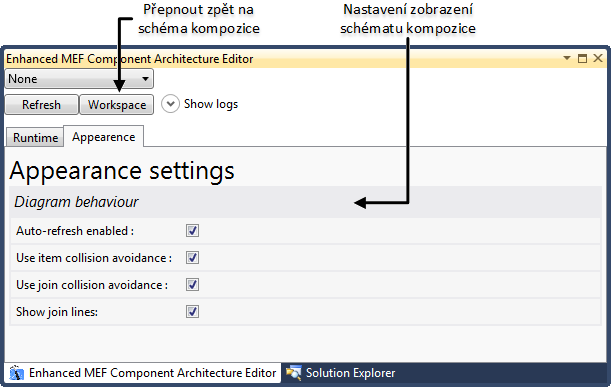 Přepnout zpět na
schéma kompozice
Nastavení zobrazení
schématu kompozice
Enhanced MEF Component Architecture Editor
None
Refresh
Workspace
Show logs
Runtime
Appearence
Appearance settings
Diagram behaviour
Auto-refresh enabled :
Use item collision avoidance :
Use join collision avoidance :
Show join lines:
Enhanced MEF Component Architecture Editor
Solution Explorer